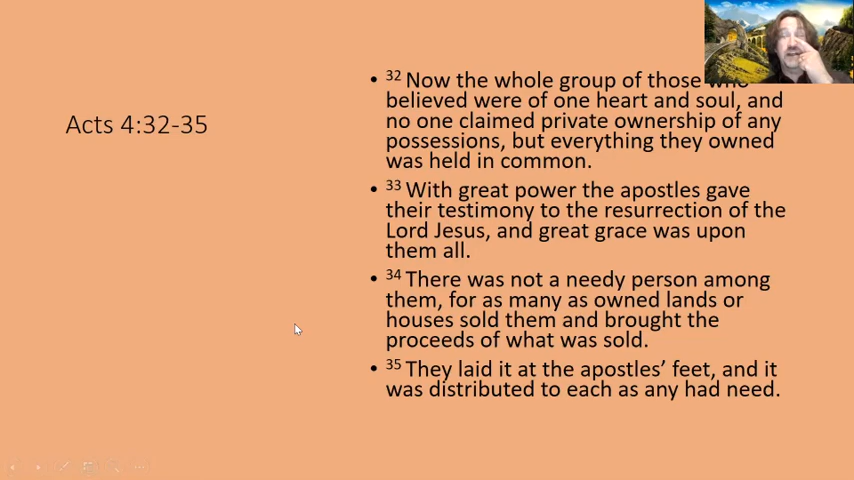 Acts 4:32-35
• 32 Now the whole group of those who
believed were of one heart and soul, and
no one claimed private ownership of any
possessions, but everything they owned
was held in common.
• 33 With great power the apostles gave
their testimony to the resurrection of the
Lord Jesus, and great grace was upon
them all.
• 34 There was not a needy person among
them, for as many as owned lands or
houses sold them and brought the
proceeds of what was sold.
• 35 They laid it at the apostles’ feet, and it
was distributed to each as any had need.